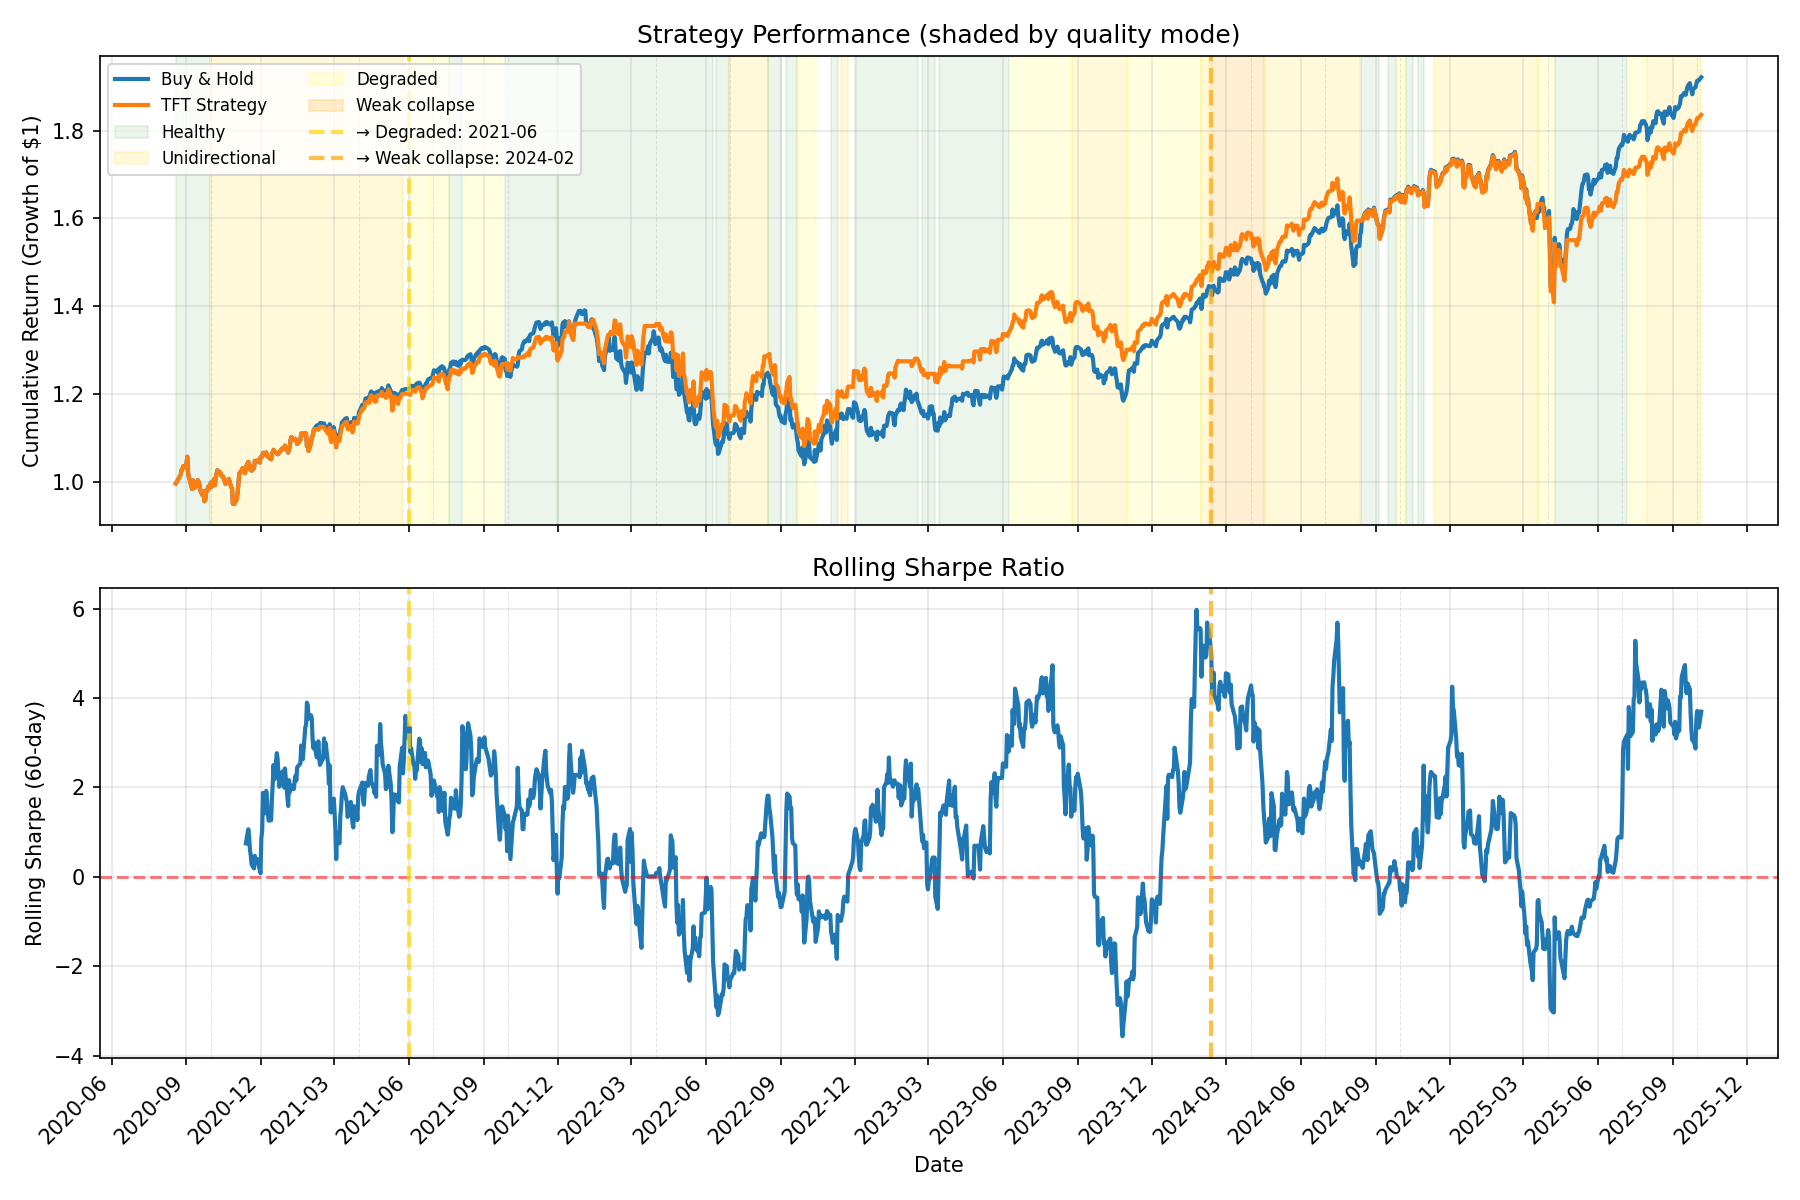 Strategy Performance (shaded by quality mode)
Cumulative Return (Growth of $1)
1.8
1.6
1.4
1.2
1.0
Buy & Hold
TFT Strategy
Healthy
Unidirectional
Degraded
Weak collapse
→ Degraded: 2021-06
→ Weak collapse: 2024-02
Rolling Sharpe Ratio
Rolling Sharpe (60-day)
6
4
2
0
−2
−4
2020-06
2020-09
2020-12
2021-03
2021-06
2021-09
2021-12
2022-03
2022-06
2022-09
2022-12
2023-03
2023-06
2023-09
2023-12
2024-03
2024-06
2024-09
2024-12
2025-03
2025-06
2025-09
2025-12
Date